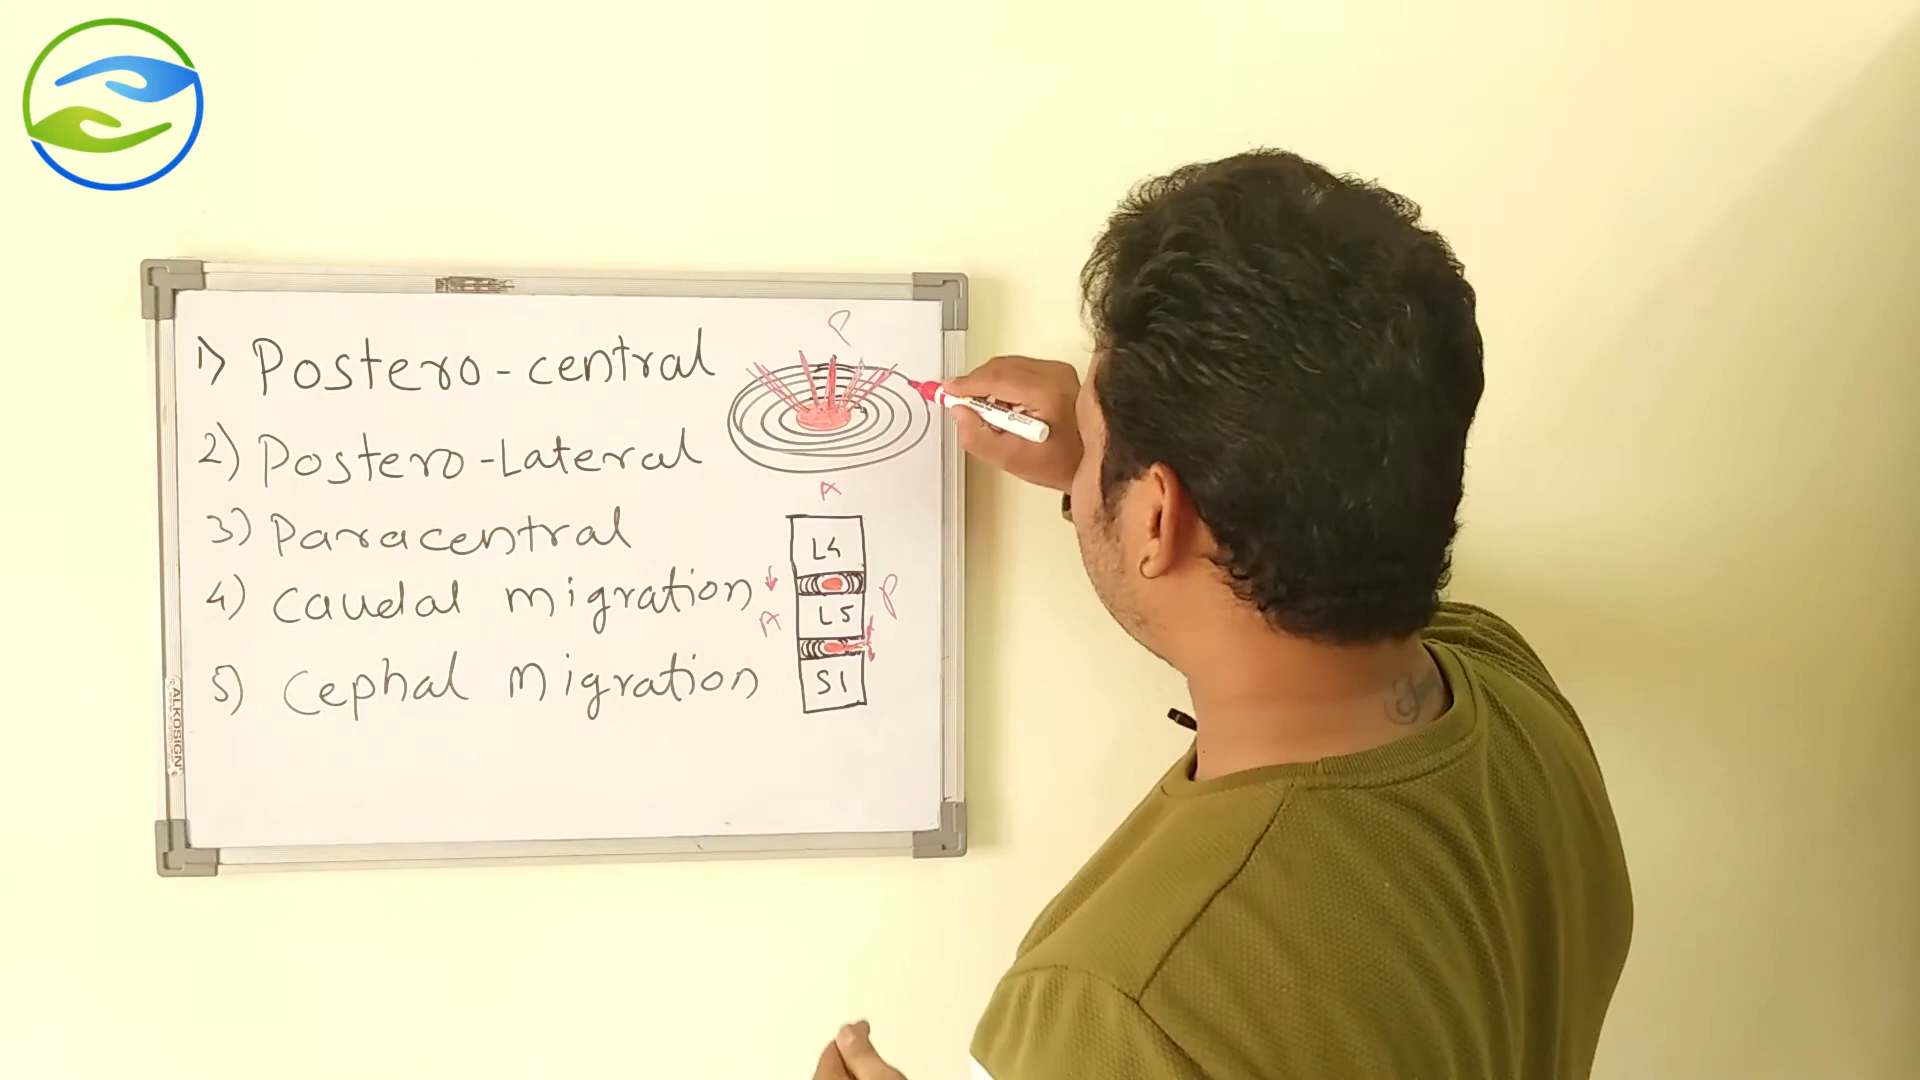 1) Postero-central
2) Postero-Lateral
3) Paracentral
4) Caudal migration
5) Cephal Migration
P
A
L4
L5
S1
A
P
ALKOSIGN